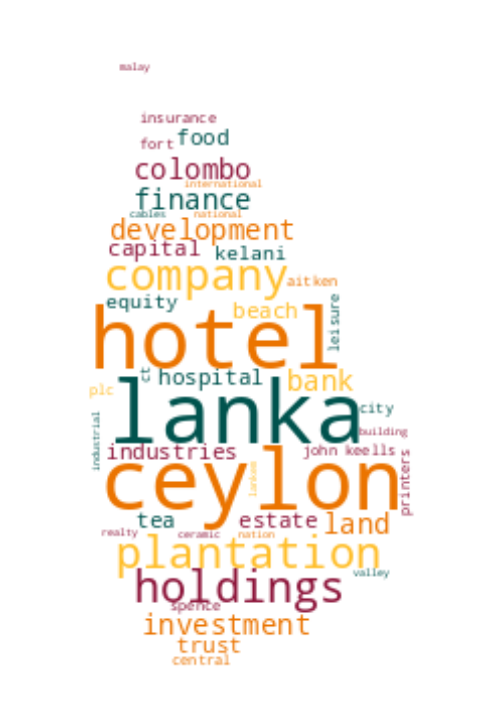 malay
insurance
food
fort
colombo
international
finance
cables national
development
capital kelani
company
aitken
equity beach
leisure
hotel
t hospital bank
plc
lanka
city
industrial
building
industries john keells
ceylon
lankem
printers
tea estate land
realty ceramic nation
plantation
valley
holdings
spence
investment
trust
central